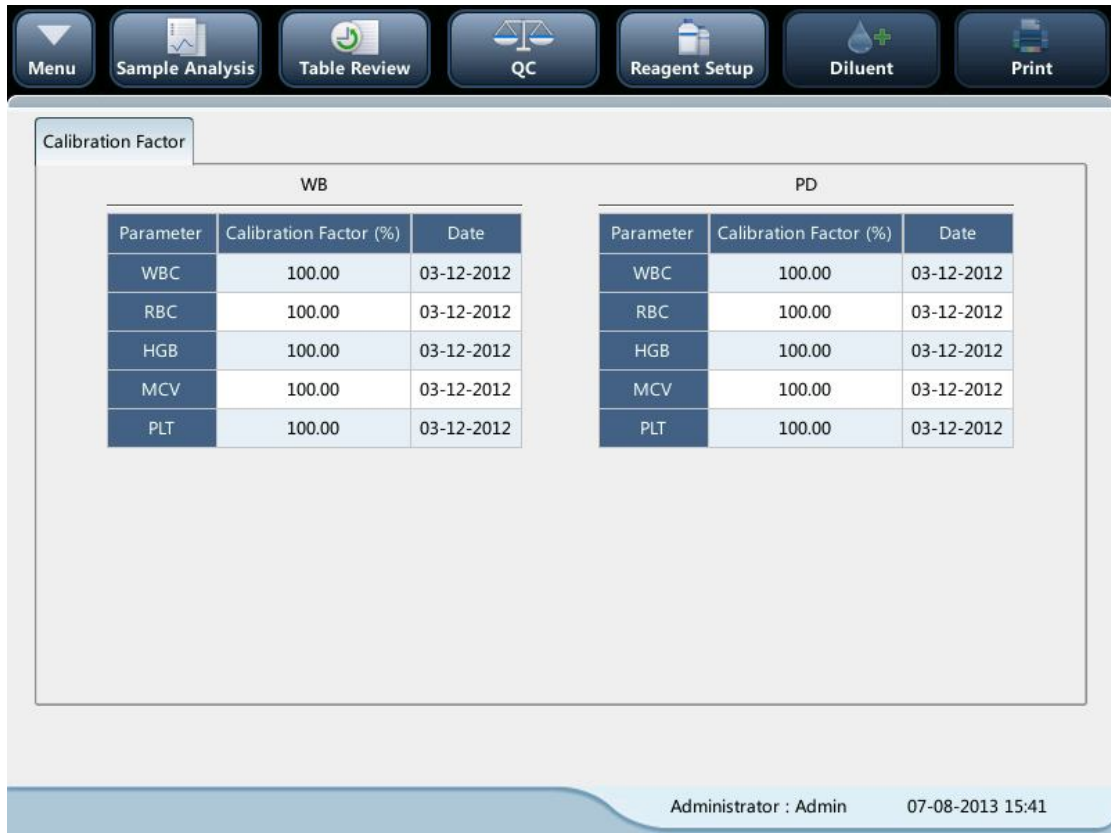 Menu Sample Analysis Table Review QC Reagent Setup Diluent Print
Calibration Factor
WB
Parameter Calibration Factor (%) Date
WBC 100.00 03-12-2012
RBC 100.00 03-12-2012
HGB 100.00 03-12-2012
MCV 100.00 03-12-2012
PLT 100.00 03-12-2012
PD
Parameter Calibration Factor (%) Date
WBC 100.00 03-12-2012
RBC 100.00 03-12-2012
HGB 100.00 03-12-2012
MCV 100.00 03-12-2012
PLT 100.00 03-12-2012
Administrator : Admin 07-08-2013 15:41